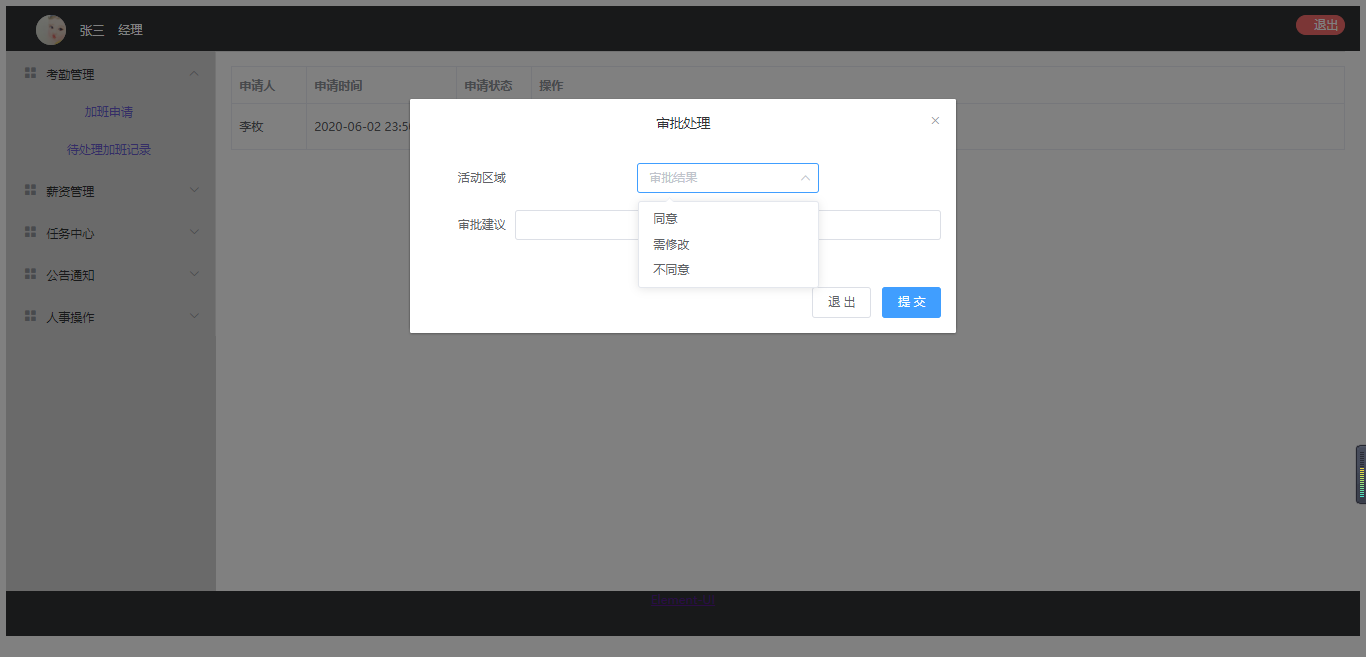 张三 经理
退出
考勤管理
加班申请
待处理加班记录
薪资管理
任务中心
公告通知
人事操作
申请人 申请时间 申请状态 操作
李牧 2020-06-02 23:50
审批处理
×
活动区域 审批结果
审批建议
同意
需修改
不同意
退 出 提 交